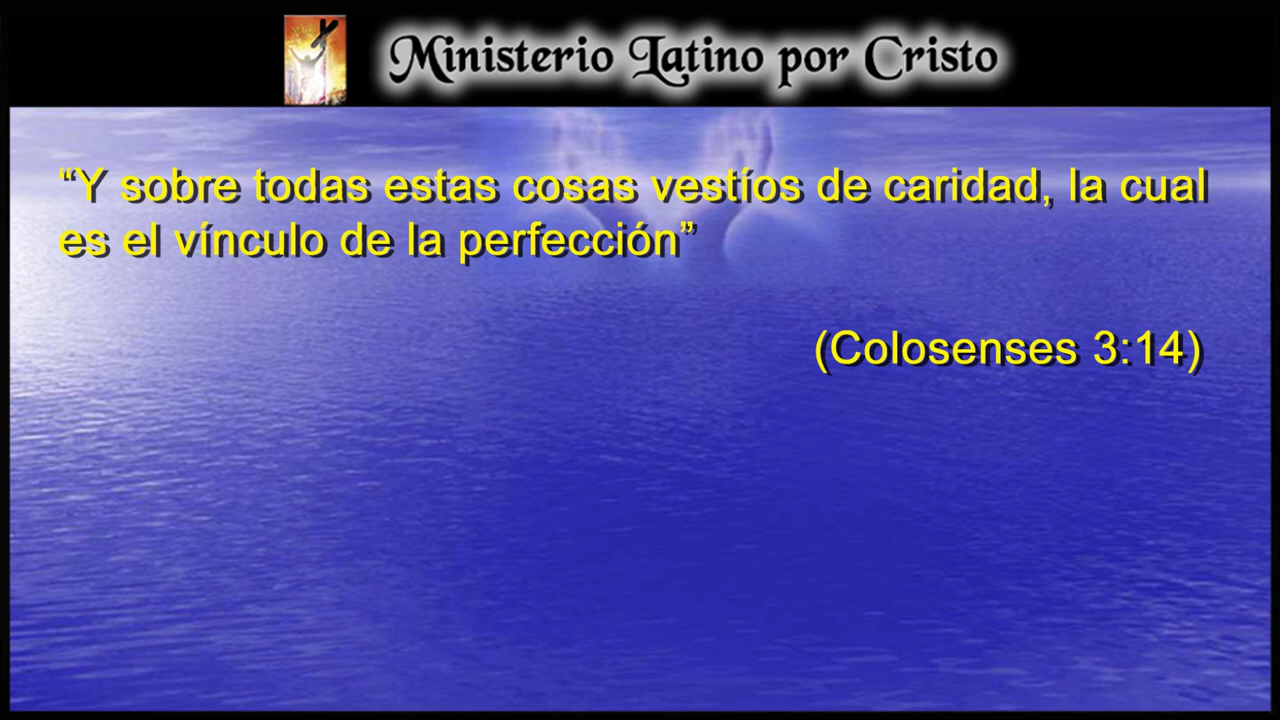 Ministerio Latino por Cristo
“Y sobre todas estas cosas vestíos de caridad, la cual
es el vínculo de la perfección”
(Colosenses 3:14)